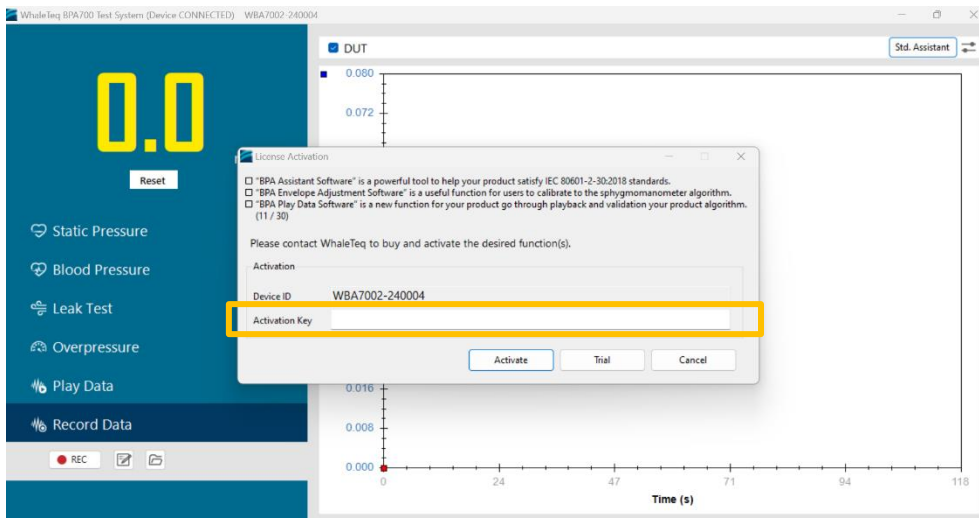 WhaleTeq BPA700 Test System (Device CONNECTED)    WBA7002-240004
0.0
Reset
Static Pressure
Blood Pressure
Leak Test
Overpressure
Play Data
Record Data
REC
DUT
Std. Assistant
0.080
0.072
License Activation
"BPA Assistant Software" is a powerful tool to help your product satisfy IEC 80601-2-30:2018 standards.
"BPA Envelope Adjustment Software" is a useful function for users to calibrate to the sphygmomanometer algorithm.
"BPA Play Data Software" is a new function for your product go through playback and validation your product algorithm.
(11 / 30)
Please contact WhaleTeq to buy and activate the desired function(s).
Activation
Device ID    WBA7002-240004
Activation Key
Activate    Trial    Cancel
0.016
0.008
0.000
0    24    47    71    94    118
Time (s)